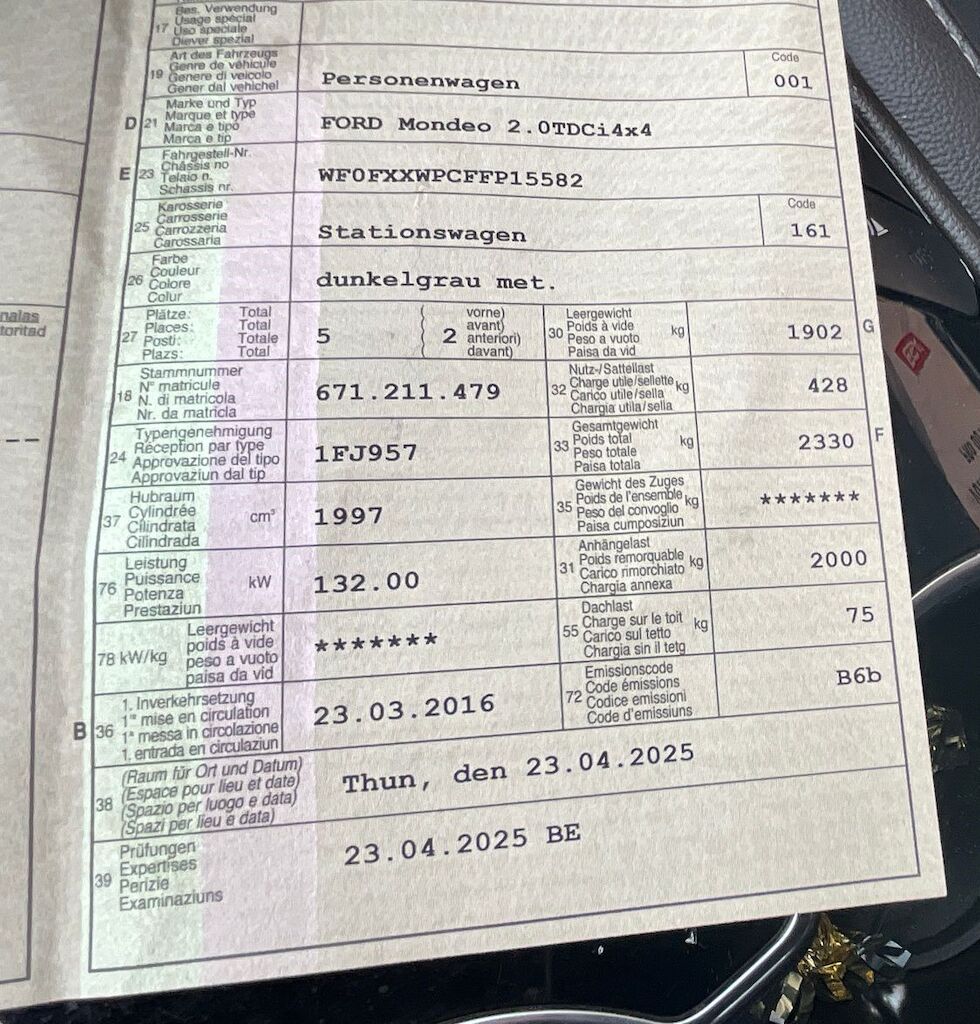 Bes. Verwendung
Usage spécial
17 Uso speciale
Diever spezial
Art des Fahrzeugs
Genre de véhicule
19 Genere di veicolo
Gener dal vehichel
Personenwagen
Code
001
Marke und Typ
D 21 Marque et type
Marca e tipo
Marca e tip
FORD Mondeo 2.0TDCi4x4
Fahrgestell-Nr.
E 23 Châssis no
Telaio n.
Schassis nr.
WF0FXXWPCFFP15582
Karosserie
25 Carrosserie
Carrozzeria
Carossaria
Stationswagen
Code
161
Farbe
26 Couleur
Colore
Colur
dunkelgrau met.
Plätze: Total
27 Places: Total
Posti: Totale
Plazs: Total
5
2
vorne)
avant)
anteriori)
davant)
Leergewicht
30 Poids à vide kg
Peso a vuoto
Paisa da vid
1902 G
Stammnummer
18 N° matricule
N. di matricola
Nr. da matricla
671.211.479
Nutz-/Sattellast
32 Charge utile/sellette kg
Carico utile/sella
Chargia utila/sella
428
Typengenehmigung
24 Réception par type
Approvazione del tipo
Approvaziun dal tip
1FJ957
Gesamtgewicht
33 Poids total kg
Peso totale
Paisa totala
2330 F
Hubraum
37 Cylindrée cm³
Cilindrata
Cilindrada
1997
Gewicht des Zuges
35 Poids de l'ensemble kg
Peso del convoglio
Paisa cumposiziun
*******
Leistung
76 Puissance kW
Potenza
Prestaziun
132.00
Anhängelast
31 Poids remorquable kg
Carico rimorchiato
Chargia annexa
2000
Leergewicht
78 kW/kg poids à vide
peso a vuoto
paisa da vid
*******
Dachlast
55 Charge sur le toit kg
Carico sul tetto
Chargia sin il tetg
75
1. Inverkehrsetzung
B 36 1re mise en circulation
1a messa in circolazione
1. entrada en circulaziun
23.03.2016
Emissionscode
72 Code émissions
Codice emissioni
Code d'emissiuns
B6b
(Raum für Ort und Datum)
38 (Espace pour lieu et date)
(Spazio per luogo e data)
(Spazi per lieu e data)
Thun, den 23.04.2025
Prüfungen
39 Expertises
Perizie
Examinaziuns
23.04.2025 BE
nalas
toritad
--